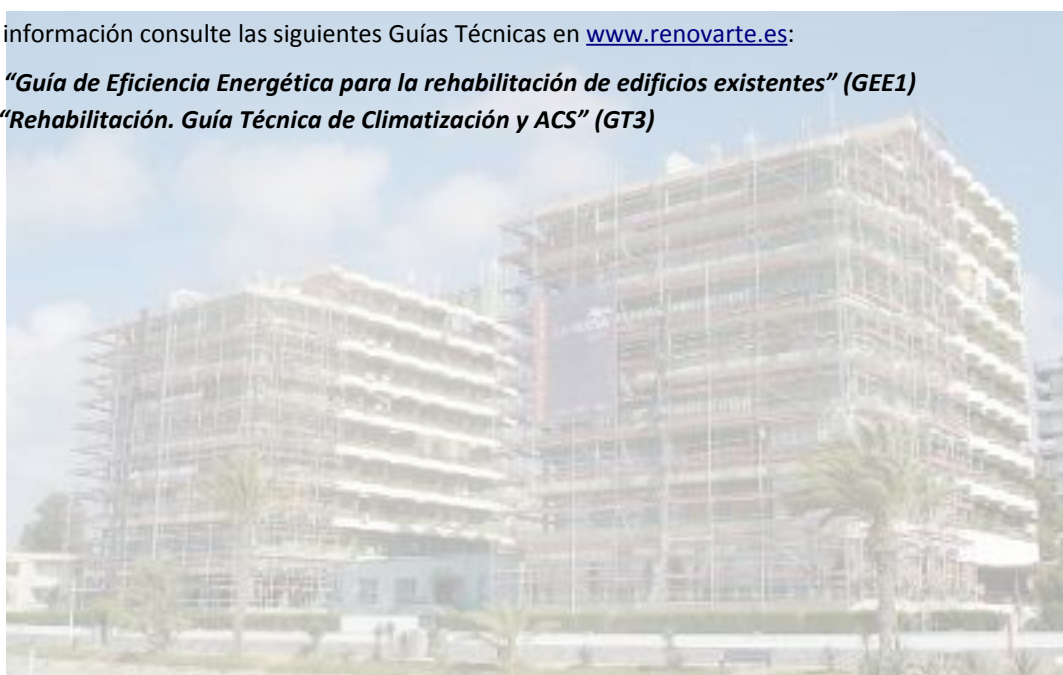 información consulte las siguientes Guías Técnicas en www.renovarte.es:
“Guía de Eficiencia Energética para la rehabilitación de edificios existentes” (GEE1)
“Rehabilitación. Guía Técnica de Climatización y ACS” (GT3)